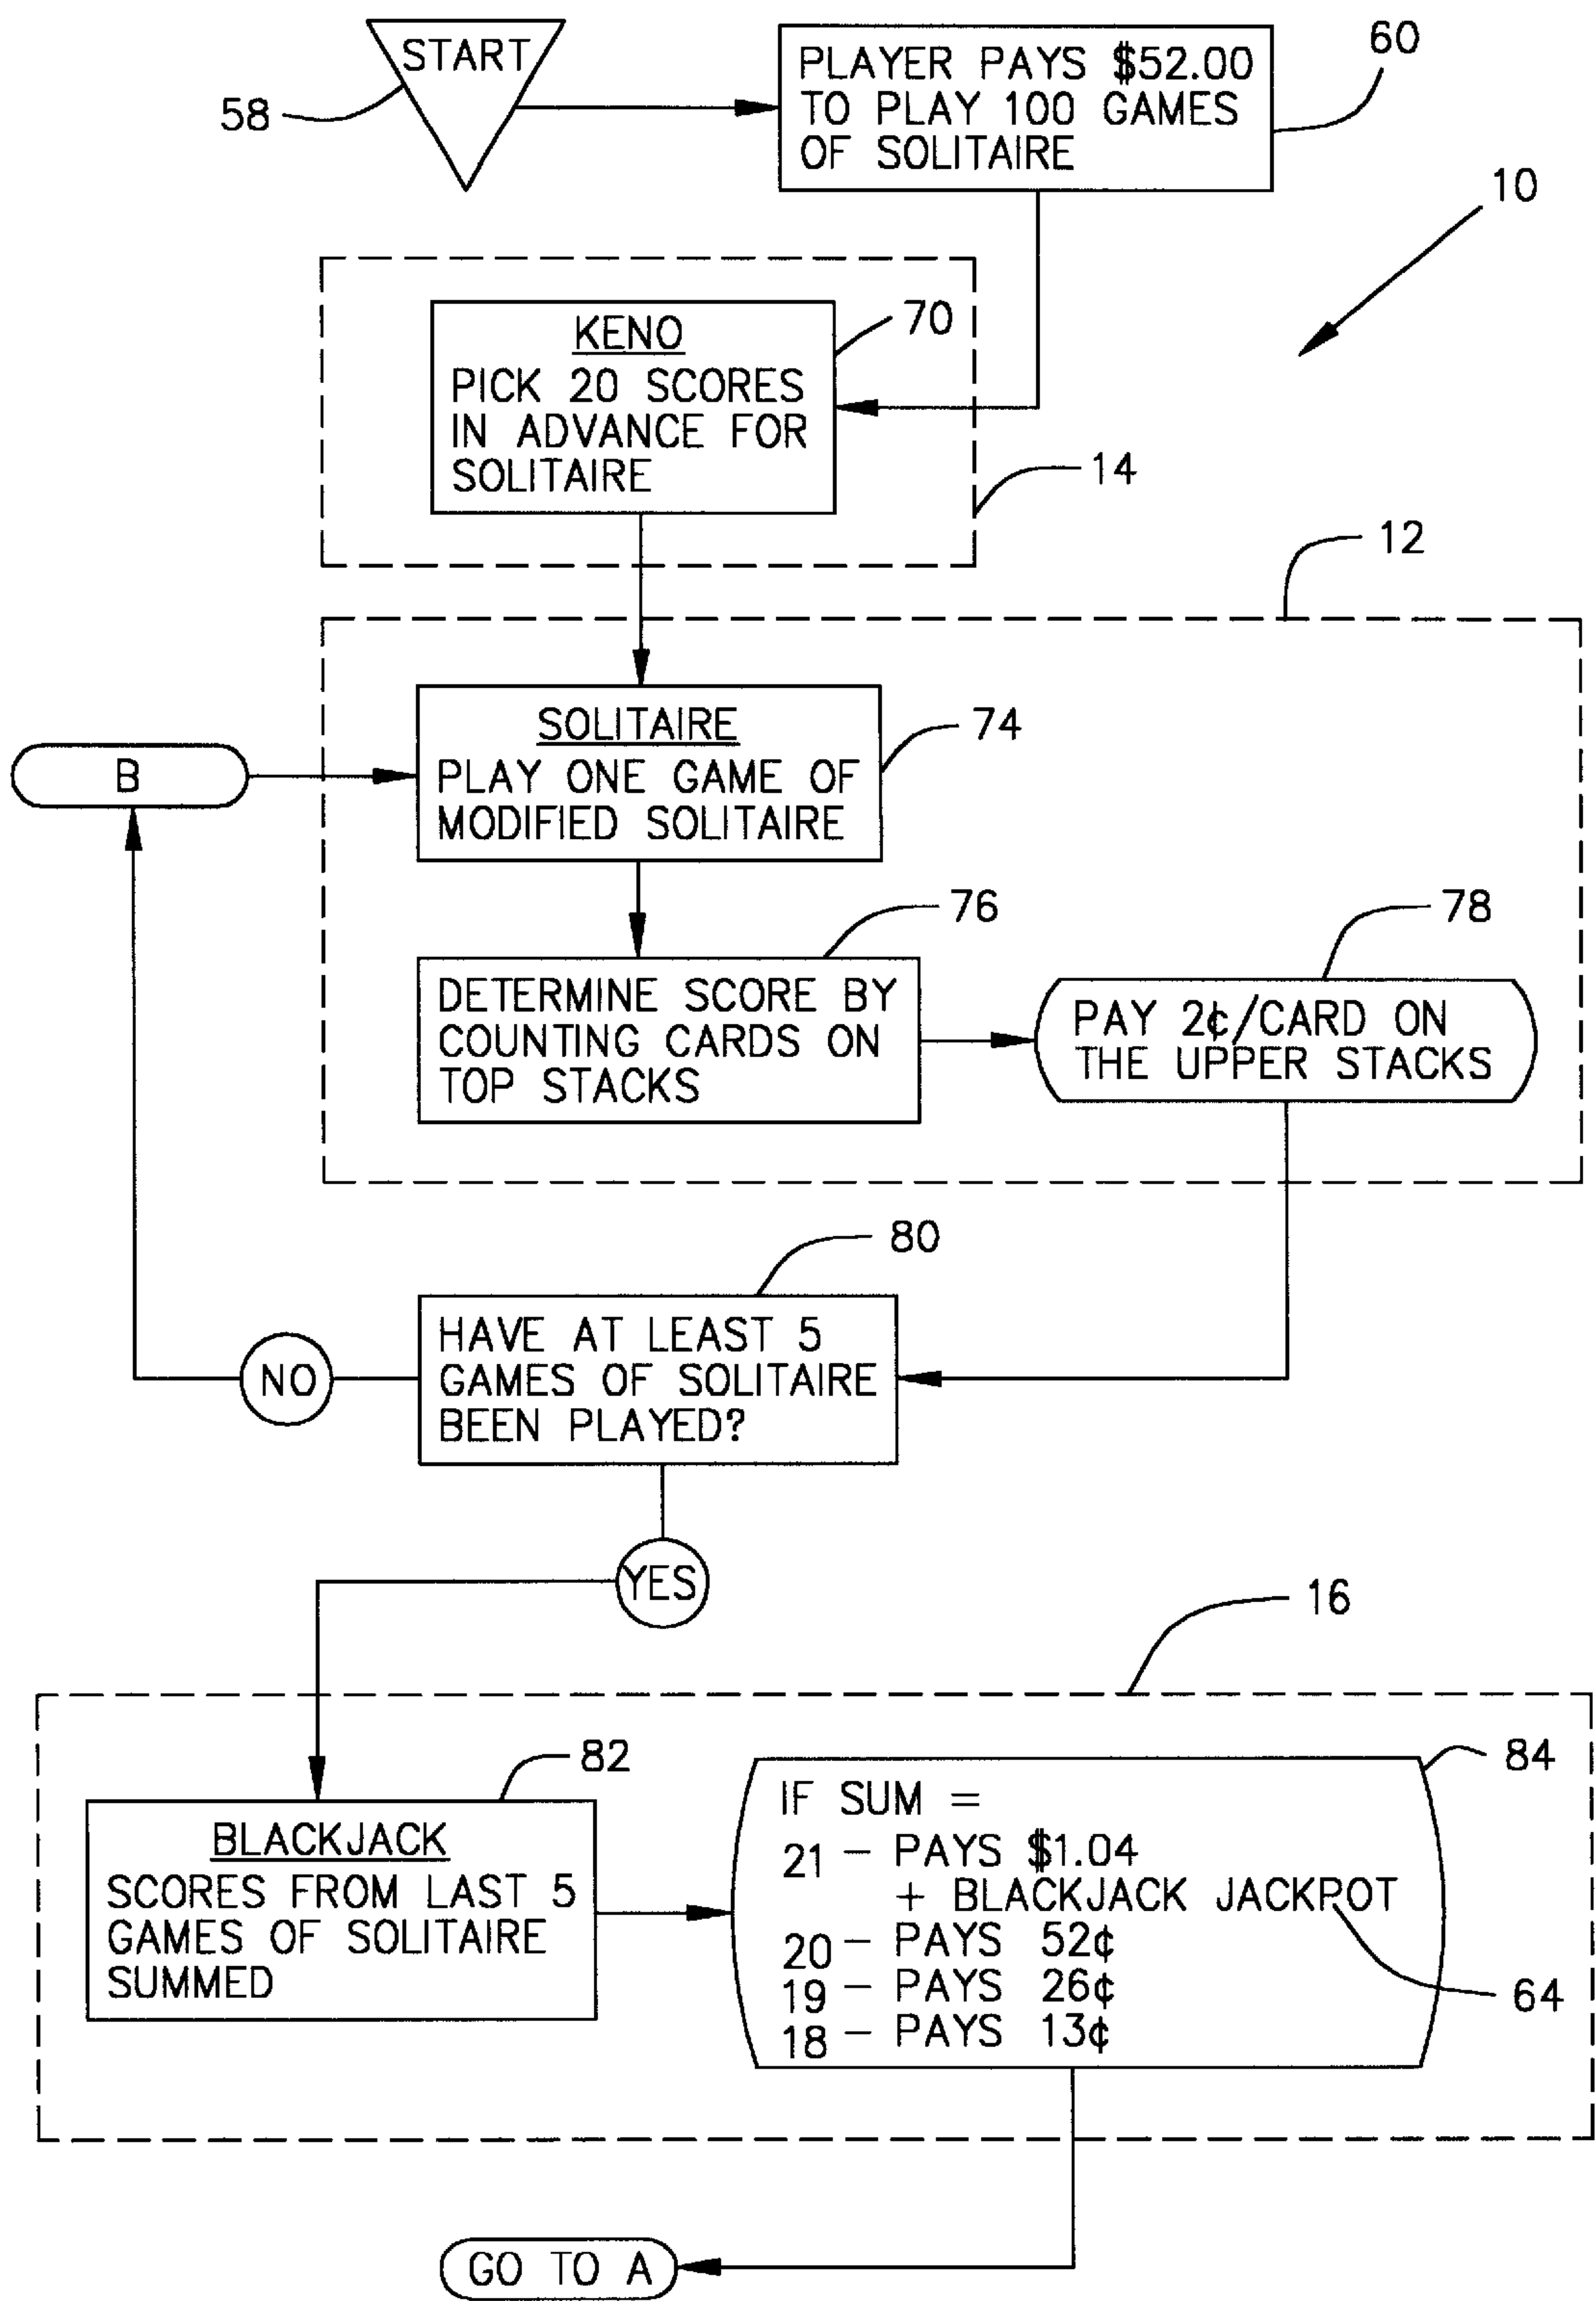 START
58
PLAYER PAYS $52.00
TO PLAY 100 GAMES
OF SOLITAIRE
60
10
KENO
PICK 20 SCORES
IN ADVANCE FOR
SOLITAIRE
70
14
12
SOLITAIRE
PLAY ONE GAME OF
MODIFIED SOLITAIRE
74
B
76
DETERMINE SCORE BY
COUNTING CARDS ON
TOP STACKS
78
PAY 2¢/CARD ON
THE UPPER STACKS
80
HAVE AT LEAST 5
GAMES OF SOLITAIRE
BEEN PLAYED?
NO
YES
16
82
BLACKJACK
SCORES FROM LAST 5
GAMES OF SOLITAIRE
SUMMED
84
IF SUM =
21 – PAYS $1.04
+ BLACKJACK JACKPOT
20 – PAYS 52¢
19 – PAYS 26¢
18 – PAYS 13¢
64
GO TO A